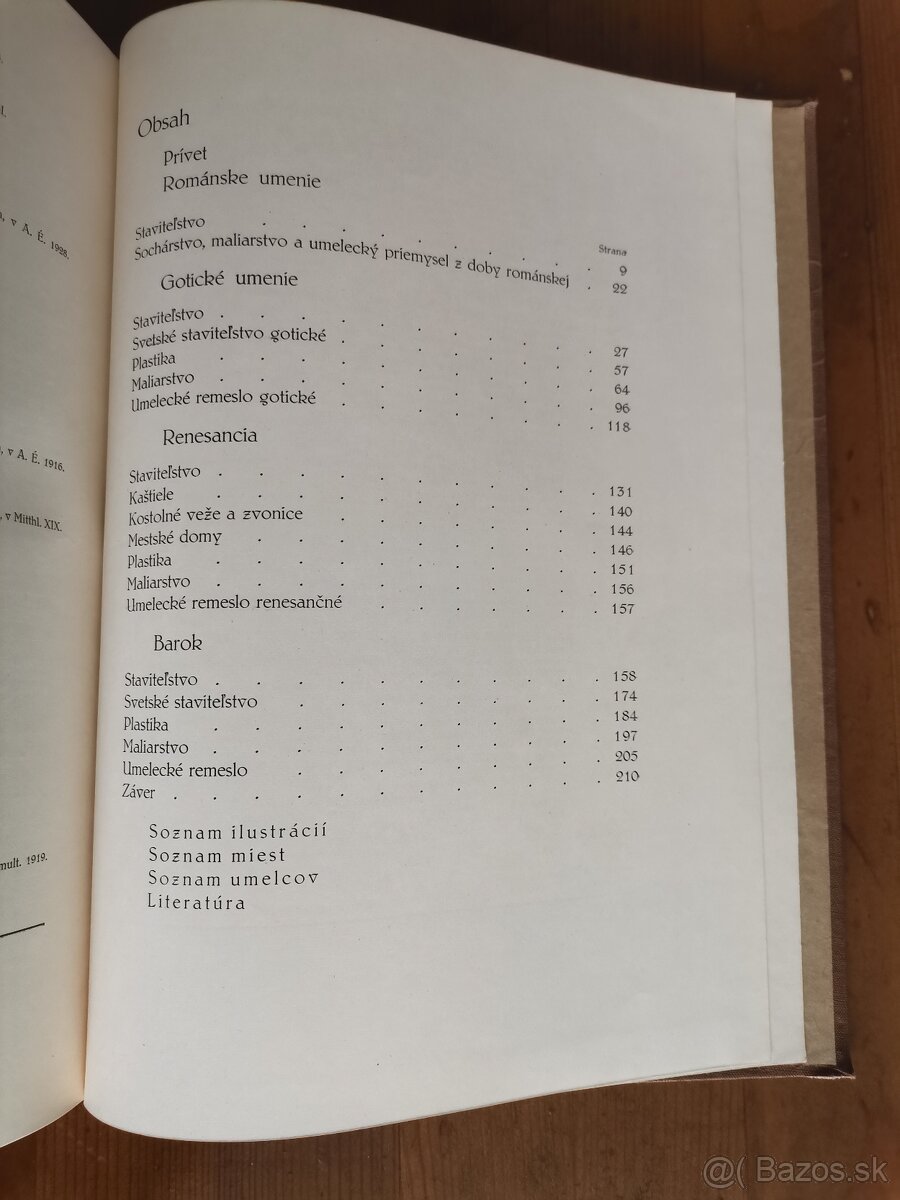 l.
, v A. É. 1928.
, v A. É. 1916.
, v Mitthl. XIX.
mult. 1919.
Obsah
Prívet
Románske umenie
Strana
Staviteľstvo . . . . . . . . . 9
Sochárstvo, maliarstvo a umelecký priemysel z doby románskej . 22
Gotické umenie
Staviteľstvo . . . . . . . . . . 27
Svetské staviteľstvo gotické . . . . . . . 57
Plastika . . . . . . . . . . 64
Maliarstvo . . . . . . . . . . 96
Umelecké remeslo gotické . . . . . . . 118
Renesancia
Staviteľstvo . . . . . . . . . . 131
Kaštiele . . . . . . . . . . 140
Kostolné veže a zvonice . . . . . . . 144
Mestské domy . . . . . . . . . 146
Plastika . . . . . . . . . . 151
Maliarstvo . . . . . . . . . . 156
Umelecké remeslo renesančné . . . . . . 157
Barok
Staviteľstvo . . . . . . . . . . 158
Svetské staviteľstvo . . . . . . . . 174
Plastika . . . . . . . . . . 184
Maliarstvo . . . . . . . . . . 197
Umelecké remeslo . . . . . . . . 205
Záver . . . . . . . . . . . 210
Soznam ilustrácií
Soznam miest
Soznam umelcov
Literatúra
@( Bazos.sk